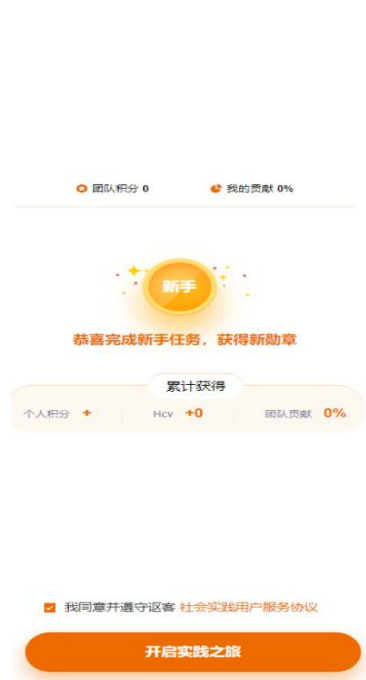 团队积分 0 我的贡献 0%
新手
恭喜完成新手任务，获得新勋章
累计获得
个人积分 + Hcv +0 团队贡献 0%
我同意并遵守讴客 社会实践用户服务协议
开启实践之旅